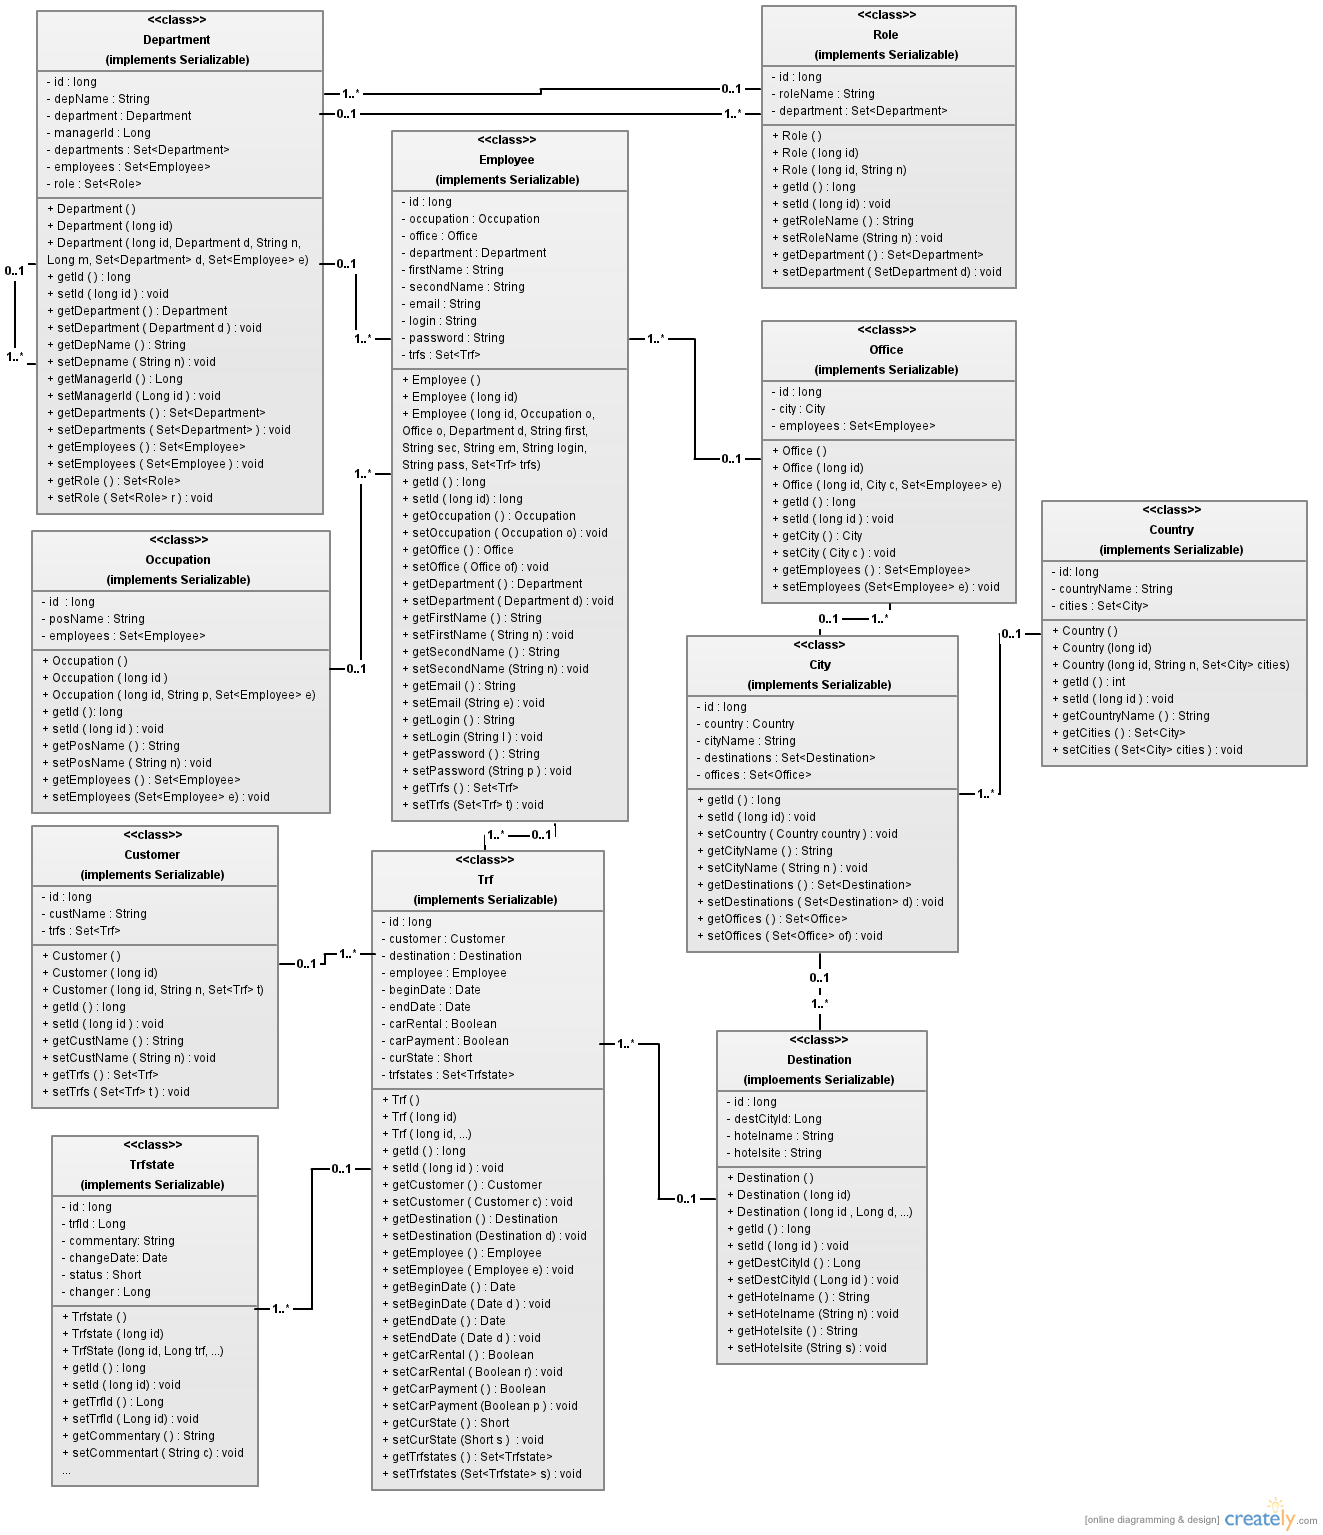 <<class>>
Department
(implements Serializable)
- id : long
- depName : String
- department : Department
- managerId : Long
- departments : Set<Department>
- employees : Set<Employee>
- role : Set<Role>
+ Department ( )
+ Department ( long id)
+ Department ( long id, Department d, String n,
Long m, Set<Department> d, Set<Employee> e)
+ getId ( ) : long
+ setId ( long id ) : void
+ getDepartment ( ) : Department
+ setDepartment ( Department d ) : void
+ getDepName ( ) : String
+ setDepname ( String n) : void
+ getManagerId ( ) : Long
+ setManagerId ( Long id ) : void
+ getDepartments ( ) : Set<Department>
+ setDepartments ( Set<Department> ) : void
+ getEmployees ( ) : Set<Employee>
+ setEmployees ( Set<Employee ) : void
+ getRole ( ) : Set<Role>
+ setRole ( Set<Role> r ) : void
0..1
1..*
1..*
0..1
0..1
1..*
0..1
1..*
<<class>>
Role
(implements Serializable)
- id : long
- roleName : String
- department : Set<Department>
+ Role ( )
+ Role ( long id)
+ Role ( long id, String n)
+ getId ( ) : long
+ setId ( long id) : void
+ getRoleName ( ) : String
+ setRoleName (String n) : void
+ getDepartment ( ) : Set<Department>
+ setDepartment ( SetDepartment d) : void
<<class>>
Employee
(implements Serializable)
- id : long
- occupation : Occupation
- office : Office
- department : Department
- firstName : String
- secondName : String
- email : String
- login : String
- password : String
- trfs : Set<Trf>
+ Employee ( )
+ Employee ( long id)
+ Employee ( long id, Occupation o,
Office o, Department d, String first,
String sec, String em, String login,
String pass, Set<Trf> trfs)
+ getId ( ) : long
+ setId ( long id) : long
+ getOccupation ( ) : Occupation
+ setOccupation ( Occupation o) : void
+ getOffice ( ) : Office
+ setOffice ( Office of) : void
+ getDepartment ( ) : Department
+ setDepartment ( Department d) : void
+ getFirstName ( ) : String
+ setFirstName ( String n) : void
+ getSecondName ( ) : String
+ setSecondName (String n) : void
+ getEmail ( ) : String
+ setEmail (String e) : void
+ getLogin ( ) : String
+ setLogin (String l ) : void
+ getPassword ( ) : String
+ setPassword (String p ) : void
+ getTrfs ( ) : Set<Trf>
+ setTrfs (Set<Trf> t) : void
1..*
0..1
1..*
0..1
1..*
0..1
<<class>>
Office
(implements Serializable)
- id : long
- city : City
- employees : Set<Employee>
+ Office ( )
+ Office ( long id)
+ Office ( long id, City c, Set<Employee> e)
+ getId ( ) : long
+ setId ( long id ) : void
+ getCity ( ) : City
+ setCity ( City c ) : void
+ getEmployees ( ) : Set<Employee>
+ setEmployees (Set<Employee> e) : void
0..1
1..*
<<class>>
Country
(implements Serializable)
- id: long
- countryName : String
- cities : Set<City>
+ Country ( )
+ Country (long id)
+ Country (long id, String n, Set<City> cities)
+ getId ( ) : int
+ setId ( long id ) : void
+ getCountryName ( ) : String
+ getCities ( ) : Set<City>
+ setCities ( Set<City> cities ) : void
0..1
1..*
<<class>>
Occupation
(implements Serializable)
- id : long
- posName : String
- employees : Set<Employee>
+ Occupation ( )
+ Occupation ( long id )
+ Occupation ( long id, String p, Set<Employee> e)
+ getId ( ): long
+ setId ( long id ) : void
+ getPosName ( ) : String
+ setPosName ( String n) : void
+ getEmployees ( ) : Set<Employee>
+ setEmployees (Set<Employee> e) : void
<<class>
City
(implements Serializable)
- id : long
- country : Country
- cityName : String
- destinations : Set<Destination>
- offices : Set<Office>
+ getId ( ) : long
+ setId ( long id) : void
+ setCountry ( Country country ) : void
+ getCityName ( ) : String
+ setCityName ( String n ) : void
+ getDestinations ( ) : Set<Destination>
+ setDestinations ( Set<Destination> d) : void
+ getOffices ( ) : Set<Office>
+ setOffices ( Set<Office> of) : void
0..1
1..*
<<class>>
Customer
(implements Serializable)
- id : long
- custName : String
- trfs : Set<Trf>
+ Customer ( )
+ Customer ( long id)
+ Customer ( long id, String n, Set<Trf> t)
+ getId ( ) : long
+ setId ( long id ) : void
+ getCustName ( ) : String
+ setCustName ( String n) : void
+ getTrfs ( ) : Set<Trf>
+ setTrfs ( Set<Trf> t ) : void
0..1
1..*
<<class>>
Trf
(implements Serializable)
- id : long
- customer : Customer
- destination : Destination
- employee : Employee
- beginDate : Date
- endDate : Date
- carRental : Boolean
- carPayment : Boolean
- curState : Short
- trfstates : Set<Trfstate>
+ Trf ( )
+ Trf ( long id)
+ Trf ( long id, ...)
+ getId ( ) : long
+ setId ( long id ) : void
+ getCustomer ( ) : Customer
+ setCustomer ( Customer c) : void
+ getDestination ( ) : Destination
+ setDestination (Destination d) : void
+ getEmployee ( ) : Employee
+ setEmployee ( Employee e) : void
+ getBeginDate ( ) : Date
+ setBeginDate ( Date d ) : void
+ getEndDate ( ) : Date
+ setEndDate ( Date d ) : void
+ getCarRental ( ) : Boolean
+ setCarRental ( Boolean r) : void
+ getCarPayment ( ) : Boolean
+ setCarPayment (Boolean p ) : void
+ getCurState ( ) : Short
+ setCurState (Short s ) : void
+ getTrfstates ( ) : Set<Trfstate>
+ setTrfstates (Set<Trfstate> s) : void
1..*
0..1
<<class>>
Destination
(imploements Serializable)
- id : long
- destCityId: Long
- hotelname : String
- hotelsite : String
+ Destination ( )
+ Destination ( long id)
+ Destination ( long id , Long d, ...)
+ getId ( ) : long
+ setId ( long id ) : void
+ getDestCityId ( ) : Long
+ setDestCityId ( Long id ) : void
+ getHotelname ( ) : String
+ setHotelname (String n) : void
+ getHotelsite ( ) : String
+ setHotelsite (String s) : void
<<class>>
Trfstate
(implements Serializable)
- id : long
- trfId : Long
- commentary: String
- changeDate: Date
- status : Short
- changer : Long
+ Trfstate ( )
+ Trfstate ( long id)
+ TrfState (long id, Long trf, ...)
+ getId ( ) : long
+ setId ( long id) : void
+ getTrfId ( ) : Long
+ setTrfId ( Long id) : void
+ getCommentary ( ) : String
+ setCommentart ( String c) : void
...
0..1
1..*
[online diagramming & design] creately.com